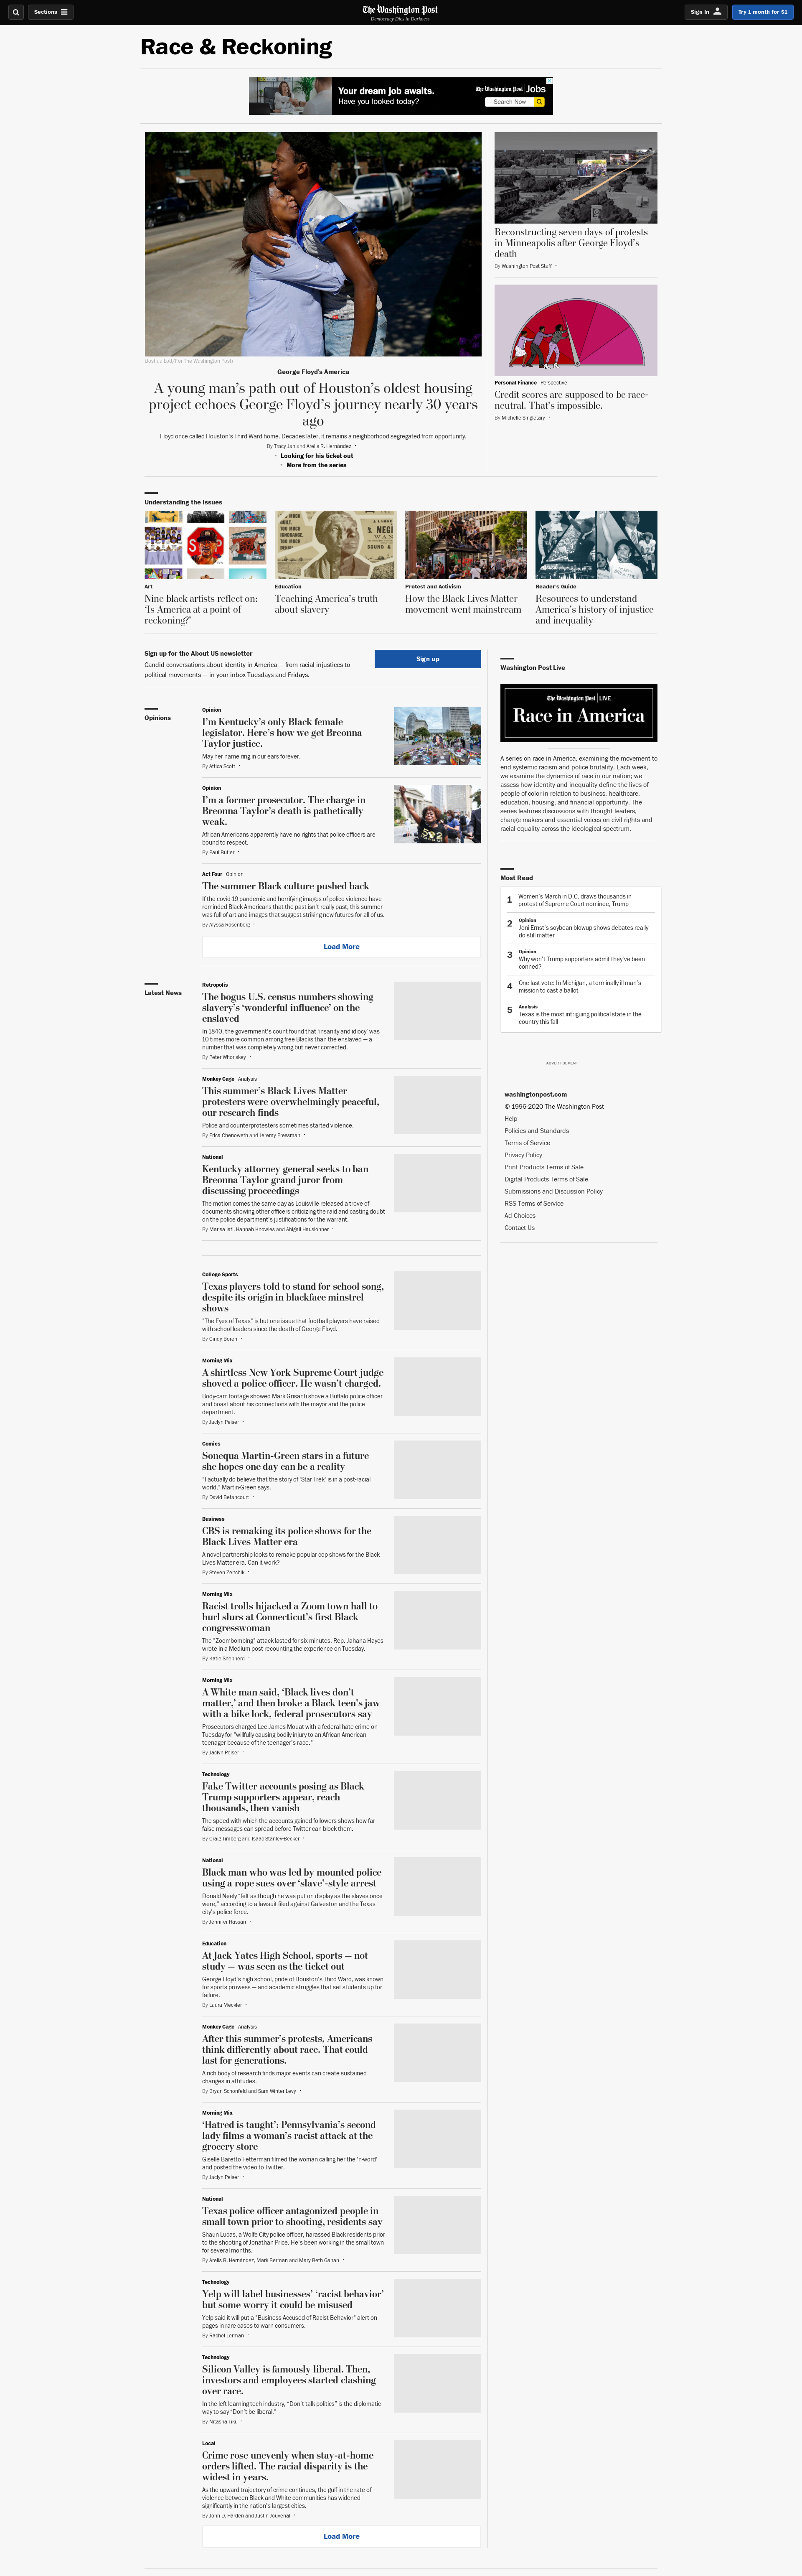 Sections
The Washington Post
Democracy Dies in Darkness
Sign In
Try 1 month for $1
Race & Reckoning
Your dream job awaits.
Have you looked today?
The Washington Post Jobs
Search Now
(Joshua Lott/For The Washington Post)
George Floyd's America
A young man's path out of Houston's oldest housing
project echoes George Floyd's journey nearly 30 years
ago
Floyd once called Houston's Third Ward home. Decades later, it remains a neighborhood segregated from opportunity.
By Tracy Jan and Arelis R. Hernández •
• Looking for his ticket out
• More from the series
Reconstructing seven days of protests
in Minneapolis after George Floyd's
death
By Washington Post Staff •
Personal Finance Perspective
Credit scores are supposed to be race-
neutral. That's impossible.
By Michelle Singletary •
Understanding the Issues
Art
Nine black artists reflect on:
‘Is America at a point of
reckoning?’
Education
Teaching America's truth
about slavery
Protest and Activism
How the Black Lives Matter
movement went mainstream
Reader's Guide
Resources to understand
America's history of injustice
and inequality
Sign up for the About US newsletter
Candid conversations about identity in America — from racial injustices to
political movements — in your inbox Tuesdays and Fridays.
Sign up
Opinions
Opinion
I'm Kentucky's only Black female
legislator. Here's how we get Breonna
Taylor justice.
May her name ring in our ears forever.
By Attica Scott •
Opinion
I'm a former prosecutor. The charge in
Breonna Taylor's death is pathetically
weak.
African Americans apparently have no rights that police officers are
bound to respect.
By Paul Butler •
Act Four Opinion
The summer Black culture pushed back
If the covid-19 pandemic and horrifying images of police violence have
reminded Black Americans that the past isn't really past, this summer
was full of art and images that suggest striking new futures for all of us.
By Alyssa Rosenberg •
Load More
Washington Post Live
The Washington Post LIVE
Race in America
A series on race in America, examining the movement to
end systemic racism and police brutality. Each week,
we examine the dynamics of race in our nation; we
assess how identity and inequality define the lives of
people of color in relation to business, healthcare,
education, housing, and financial opportunity. The
series features discussions with thought leaders,
change makers and essential voices on civil rights and
racial equality across the ideological spectrum.
Most Read
1 Women's March in D.C. draws thousands in
protest of Supreme Court nominee, Trump
2 Opinion
Joni Ernst's soybean blowup shows debates really
do still matter
3 Opinion
Why won't Trump supporters admit they've been
conned?
4 One last vote: In Michigan, a terminally ill man's
mission to cast a ballot
5 Analysis
Texas is the most intriguing political state in the
country this fall
ADVERTISEMENT
washingtonpost.com
© 1996-2020 The Washington Post
Help
Policies and Standards
Terms of Service
Privacy Policy
Print Products Terms of Sale
Digital Products Terms of Sale
Submissions and Discussion Policy
RSS Terms of Service
Ad Choices
Contact Us
Latest News
Retropolis
The bogus U.S. census numbers showing
slavery's ‘wonderful influence’ on the
enslaved
In 1840, the government's count found that ‘insanity and idiocy’ was
10 times more common among free Blacks than the enslaved — a
number that was completely wrong but never corrected.
By Peter Whoriskey •
Monkey Cage Analysis
This summer's Black Lives Matter
protesters were overwhelmingly peaceful,
our research finds
Police and counterprotesters sometimes started violence.
By Erica Chenoweth and Jeremy Pressman •
National
Kentucky attorney general seeks to ban
Breonna Taylor grand juror from
discussing proceedings
The motion comes the same day as Louisville released a trove of
documents showing other officers criticizing the raid and casting doubt
on the police department's justifications for the warrant.
By Marisa Iati, Hannah Knowles and Abigail Hauslohner •
College Sports
Texas players told to stand for school song,
despite its origin in blackface minstrel
shows
"The Eyes of Texas" is but one issue that football players have raised
with school leaders since the death of George Floyd.
By Cindy Boren •
Morning Mix
A shirtless New York Supreme Court judge
shoved a police officer. He wasn't charged.
Body-cam footage showed Mark Grisanti shove a Buffalo police officer
and boast about his connections with the mayor and the police
department.
By Jaclyn Peiser •
Comics
Sonequa Martin-Green stars in a future
she hopes one day can be a reality
"I actually do believe that the story of 'Star Trek' is in a post-racial
world," Martin-Green says.
By David Betancourt •
Business
CBS is remaking its police shows for the
Black Lives Matter era
A novel partnership looks to remake popular cop shows for the Black
Lives Matter era. Can it work?
By Steven Zeitchik •
Morning Mix
Racist trolls hijacked a Zoom town hall to
hurl slurs at Connecticut's first Black
congresswoman
The "Zoombombing" attack lasted for six minutes, Rep. Jahana Hayes
wrote in a Medium post recounting the experience on Tuesday.
By Katie Shepherd •
Morning Mix
A White man said, ‘Black lives don't
matter,’ and then broke a Black teen's jaw
with a bike lock, federal prosecutors say
Prosecutors charged Lee James Mouat with a federal hate crime on
Tuesday for "willfully causing bodily injury to an African-American
teenager because of the teenager's race."
By Jaclyn Peiser •
Technology
Fake Twitter accounts posing as Black
Trump supporters appear, reach
thousands, then vanish
The speed with which the accounts gained followers shows how far
false messages can spread before Twitter can block them.
By Craig Timberg and Isaac Stanley-Becker •
National
Black man who was led by mounted police
using a rope sues over ‘slave’-style arrest
Donald Neely "felt as though he was put on display as the slaves once
were," according to a lawsuit filed against Galveston and the Texas
city's police force.
By Jennifer Hassan •
Education
At Jack Yates High School, sports — not
study — was seen as the ticket out
George Floyd's high school, pride of Houston's Third Ward, was known
for sports prowess — and academic struggles that set students up for
failure.
By Laura Meckler •
Monkey Cage Analysis
After this summer's protests, Americans
think differently about race. That could
last for generations.
A rich body of research finds major events can create sustained
changes in attitudes.
By Bryan Schonfeld and Sam Winter-Levy •
Morning Mix
‘Hatred is taught’: Pennsylvania's second
lady films a woman's racist attack at the
grocery store
Giselle Baretto Fetterman filmed the woman calling her the 'n-word'
and posted the video to Twitter.
By Jaclyn Peiser •
National
Texas police officer antagonized people in
small town prior to shooting, residents say
Shaun Lucas, a Wolfe City police officer, harassed Black residents prior
to the shooting of Jonathan Price. He's been working in the small town
for several months.
By Arelis R. Hernández, Mark Berman and Mary Beth Gahan •
Technology
Yelp will label businesses' ‘racist behavior’
but some worry it could be misused
Yelp said it will put a "Business Accused of Racist Behavior" alert on
pages in rare cases to warn consumers.
By Rachel Lerman •
Technology
Silicon Valley is famously liberal. Then,
investors and employees started clashing
over race.
In the left-learning tech industry, "Don't talk politics" is the diplomatic
way to say "Don't be liberal."
By Nitasha Tiku •
Local
Crime rose unevenly when stay-at-home
orders lifted. The racial disparity is the
widest in years.
As the upward trajectory of crime continues, the gulf in the rate of
violence between Black and White communities has widened
significantly in the nation's largest cities.
By John D. Harden and Justin Jouvenal •
Load More